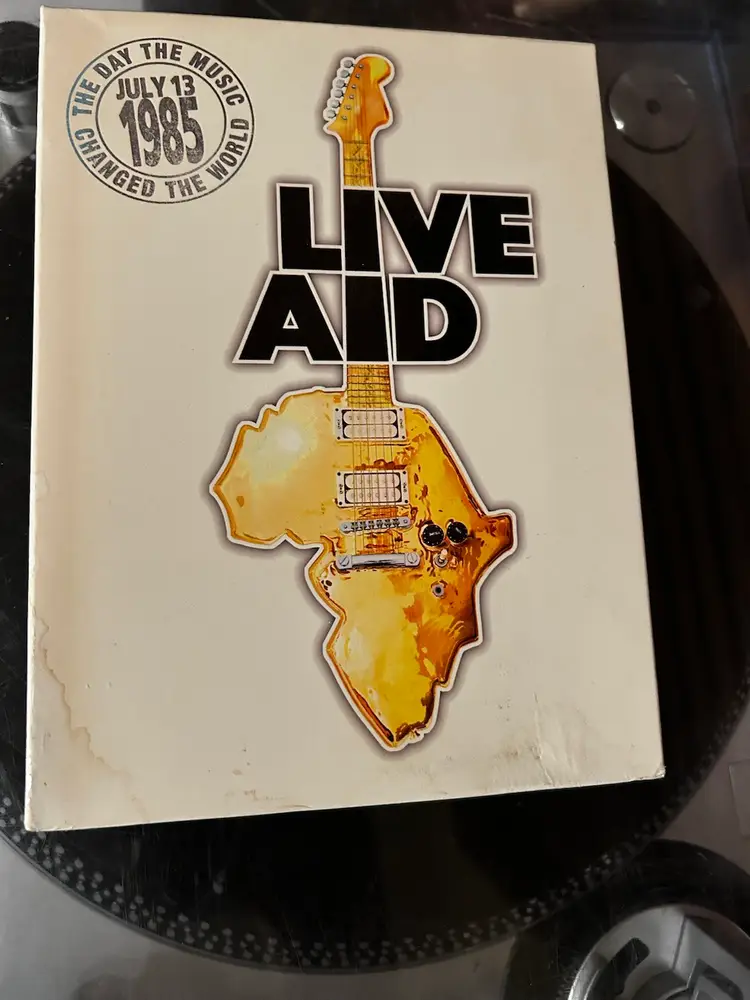 THE DAY THE MUSIC
JULY 13
1985
CHANGED THE WORLD
LIVE
AID